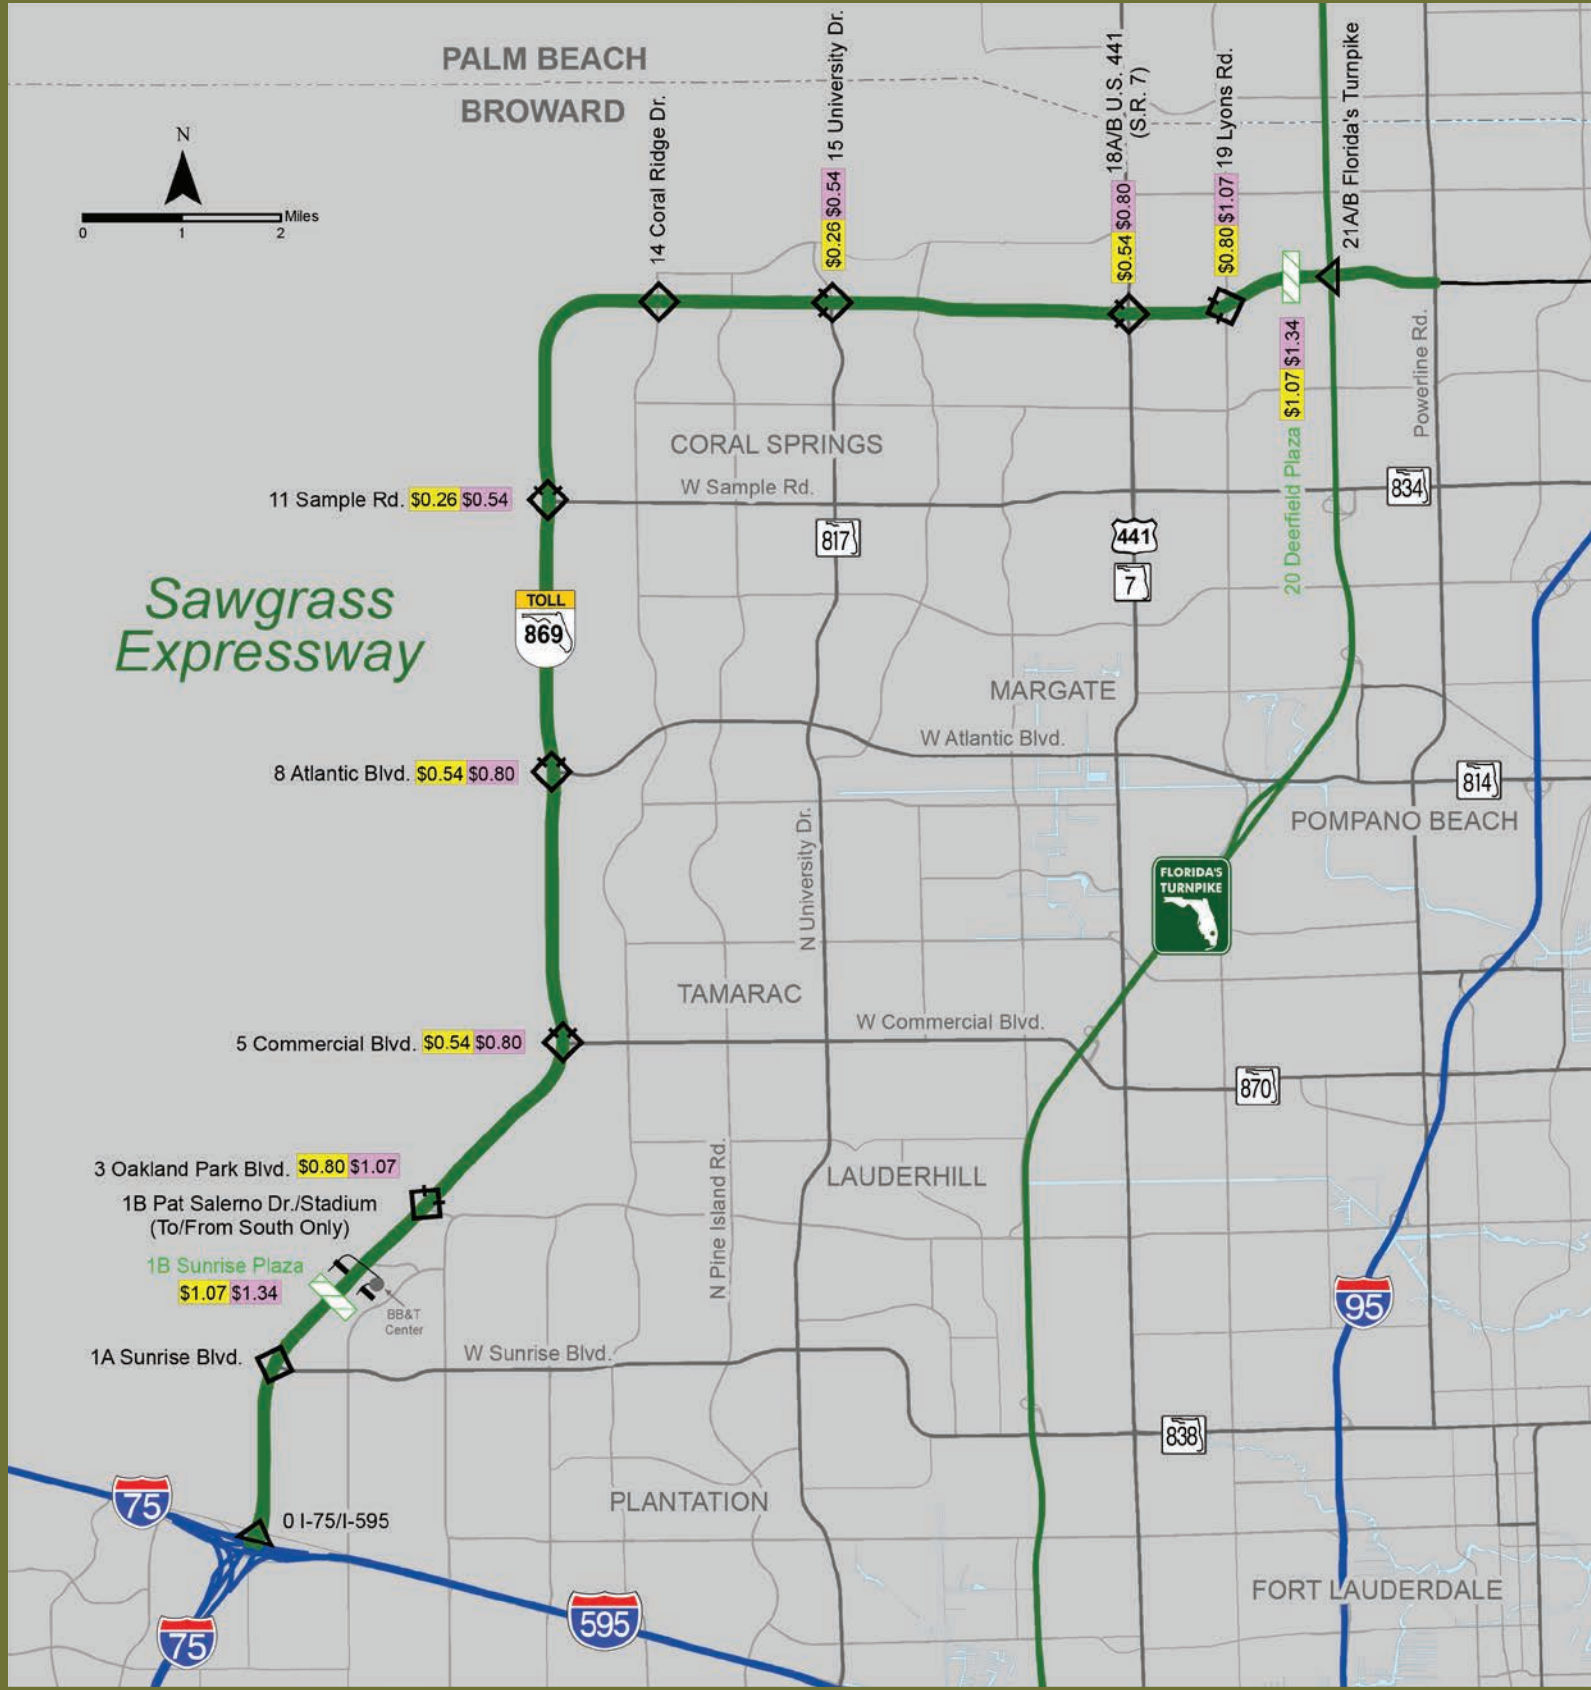 PALM BEACH
BROWARD
N
0 1 2 Miles
14 Coral Ridge Dr.
$0.26 $0.54 15 University Dr.
$0.54 $0.80 18A/B U.S. 441
(S.R. 7)
$0.80 $1.07 19 Lyons Rd.
21A/B Florida's Turnpike
20 Deerfield Plaza $1.07 $1.34
Powerline Rd.
CORAL SPRINGS
W Sample Rd.
11 Sample Rd. $0.26 $0.54
834
817
441
7
Sawgrass
Expressway
TOLL
869
MARGATE
W Atlantic Blvd.
8 Atlantic Blvd. $0.54 $0.80
814
POMPANO BEACH
N University Dr.
FLORIDA'S
TURNPIKE
TAMARAC
W Commercial Blvd.
5 Commercial Blvd. $0.54 $0.80
870
3 Oakland Park Blvd. $0.80 $1.07
1B Pat Salerno Dr./Stadium
(To/From South Only)
LAUDERHILL
N Pine Island Rd.
1B Sunrise Plaza
$1.07 $1.34
BB&T
Center
95
1A Sunrise Blvd.
W Sunrise Blvd.
838
75
0 I-75/I-595
PLANTATION
FORT LAUDERDALE
595
75